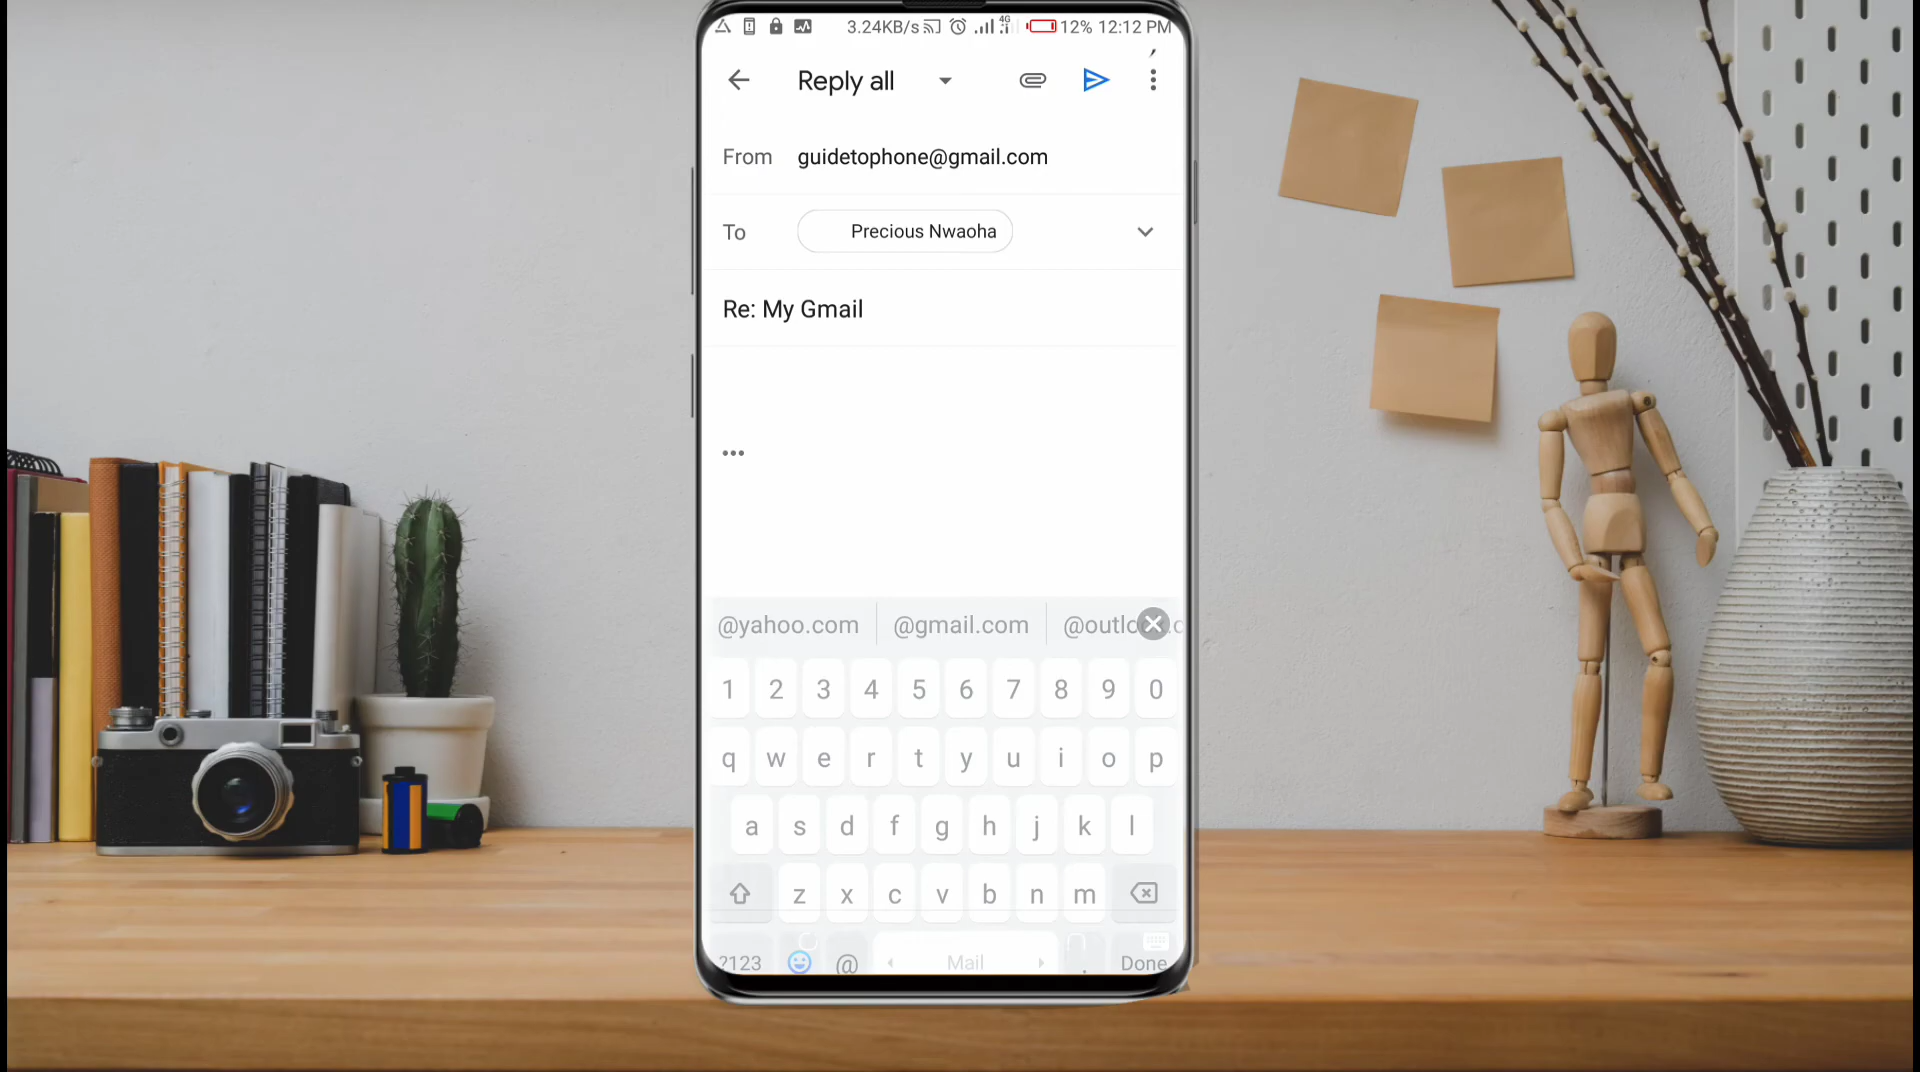 3.24KB/s 4G 12% 12:12 PM
Reply all
From guidetophone@gmail.com
To Precious Nwaoha
Re: My Gmail
•••
@yahoo.com @gmail.com
1 2 3 4 5 6 7 8 9 0
q w e r t y u i o p
a s d f g h j k l
z x c v b n m
?123 @ Mail . Done